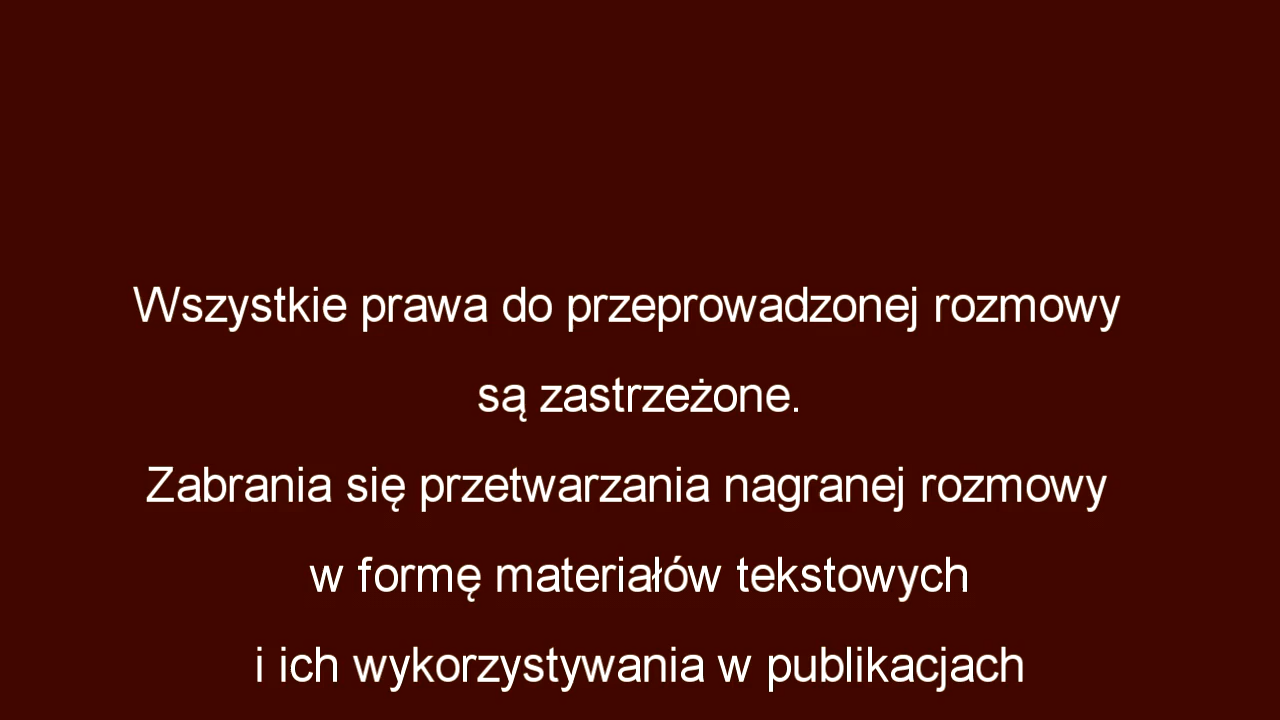 Wszystkie prawa do przeprowadzonej rozmowy
są zastrzeżone.
Zabrania się przetwarzania nagranej rozmowy
w formę materiałów tekstowych
i ich wykorzystywania w publikacjach